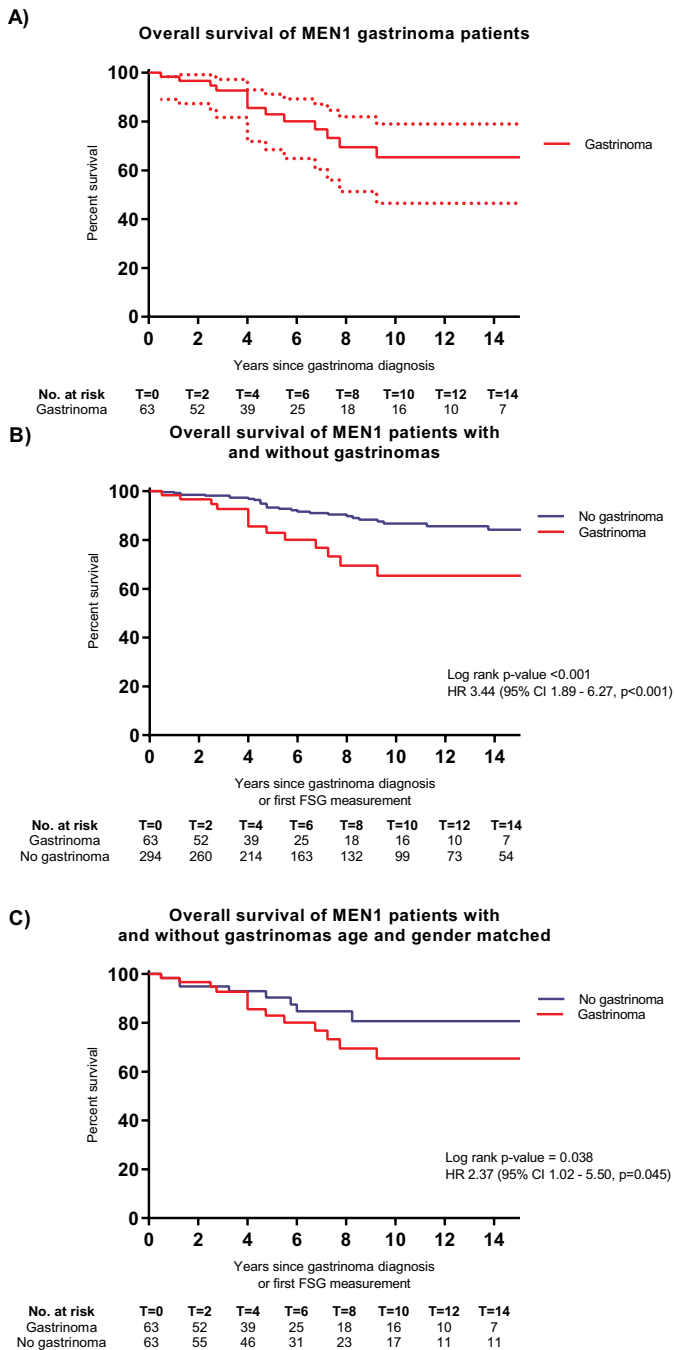 A)
Overall survival of MEN1 gastrinoma patients
100
80
60
40
20
0
Percent survival
Gastrinoma
0 2 4 6 8 10 12 14
Years since gastrinoma diagnosis
No. at risk T=0 T=2 T=4 T=6 T=8 T=10 T=12 T=14
Gastrinoma 63 52 39 25 18 16 10 7
B)
Overall survival of MEN1 patients with
and without gastrinomas
100
80
60
40
20
0
Percent survival
No gastrinoma
Gastrinoma
Log rank p-value <0.001
HR 3.44 (95% CI 1.89 - 6.27, p<0.001)
0 2 4 6 8 10 12 14
Years since gastrinoma diagnosis
or first FSG measurement
No. at risk T=0 T=2 T=4 T=6 T=8 T=10 T=12 T=14
Gastrinoma 63 52 39 25 18 16 10 7
No gastrinoma 294 260 214 163 132 99 73 54
C)
Overall survival of MEN1 patients with
and without gastrinomas age and gender matched
100
80
60
40
20
0
Percent survival
No gastrinoma
Gastrinoma
Log rank p-value = 0.038
HR 2.37 (95% CI 1.02 - 5.50, p=0.045)
0 2 4 6 8 10 12 14
Years since gastrinoma diagnosis
or first FSG measurement
No. at risk T=0 T=2 T=4 T=6 T=8 T=10 T=12 T=14
Gastrinoma 63 52 39 25 18 16 10 7
No gastrinoma 63 55 46 31 23 17 11 11